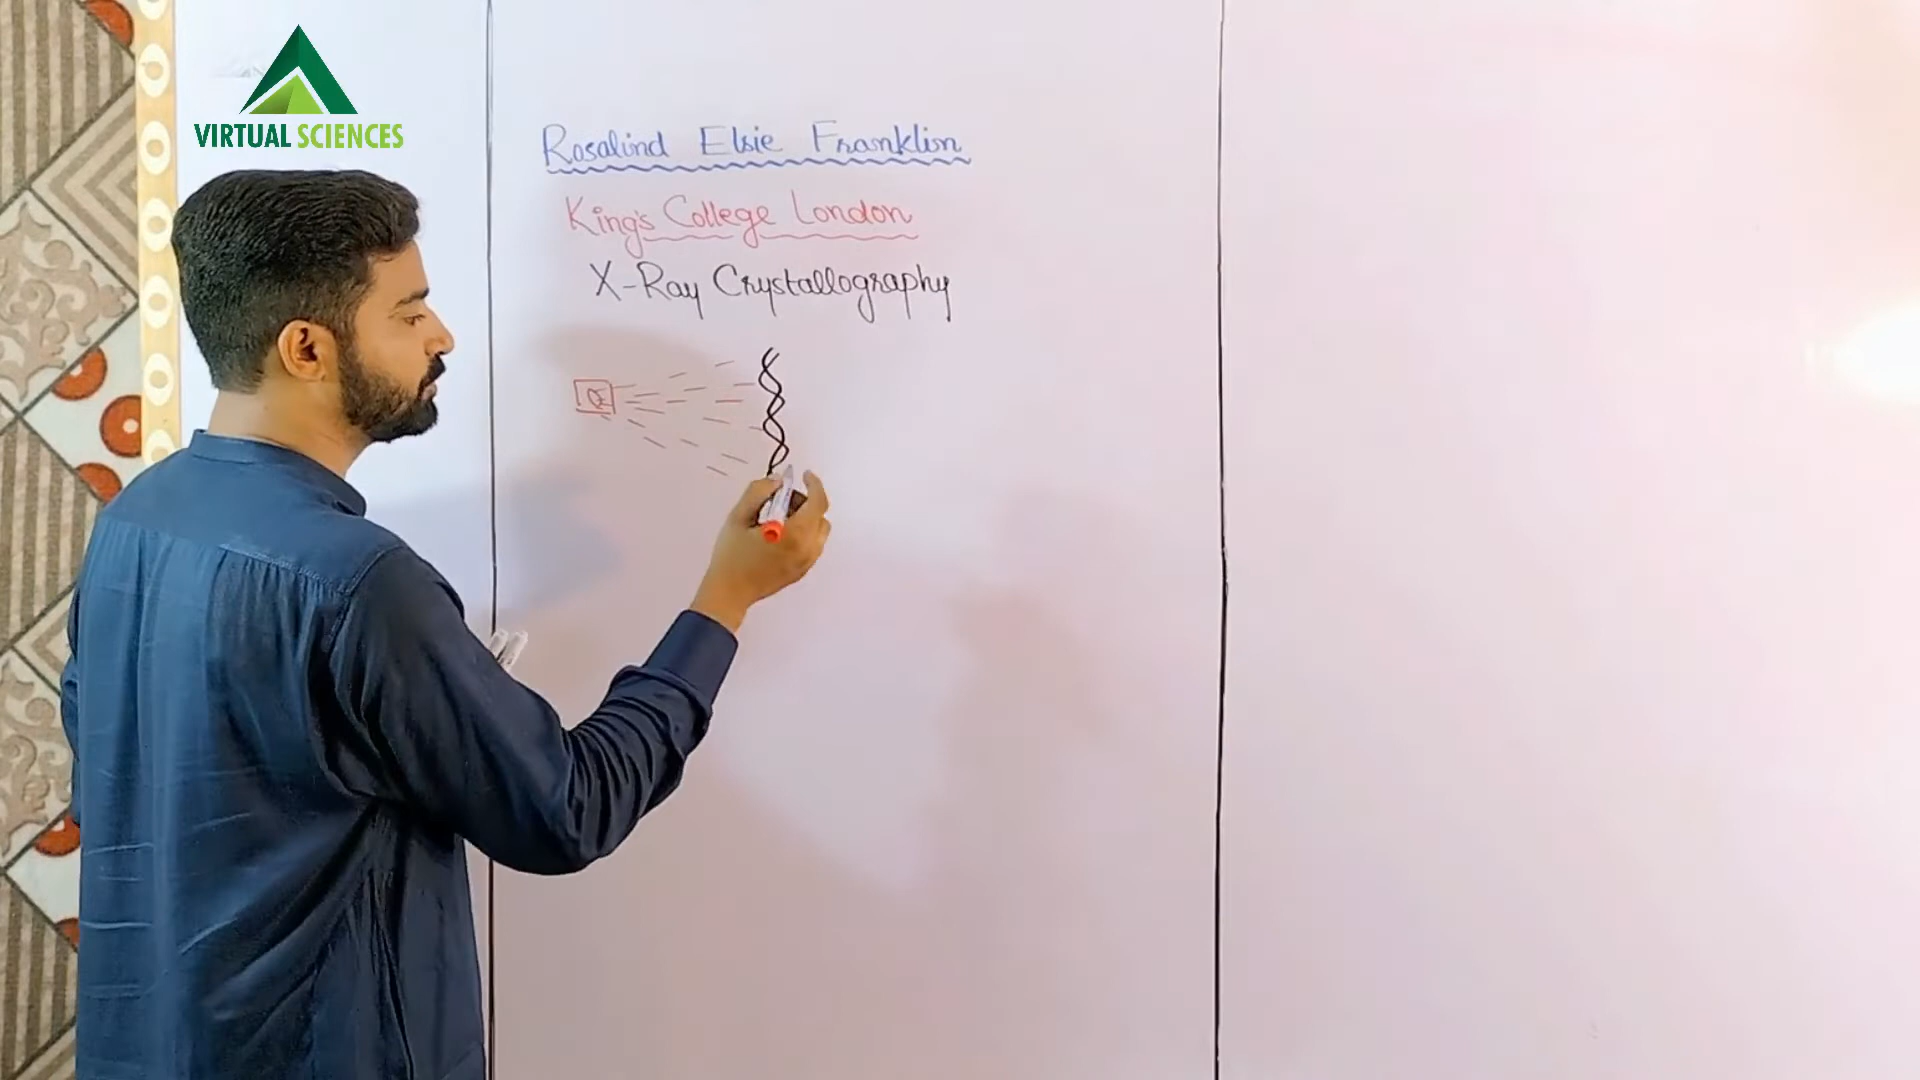 VIRTUAL SCIENCES
Rosalind Elsie Franklin
King's College London
X-Ray Crystallography